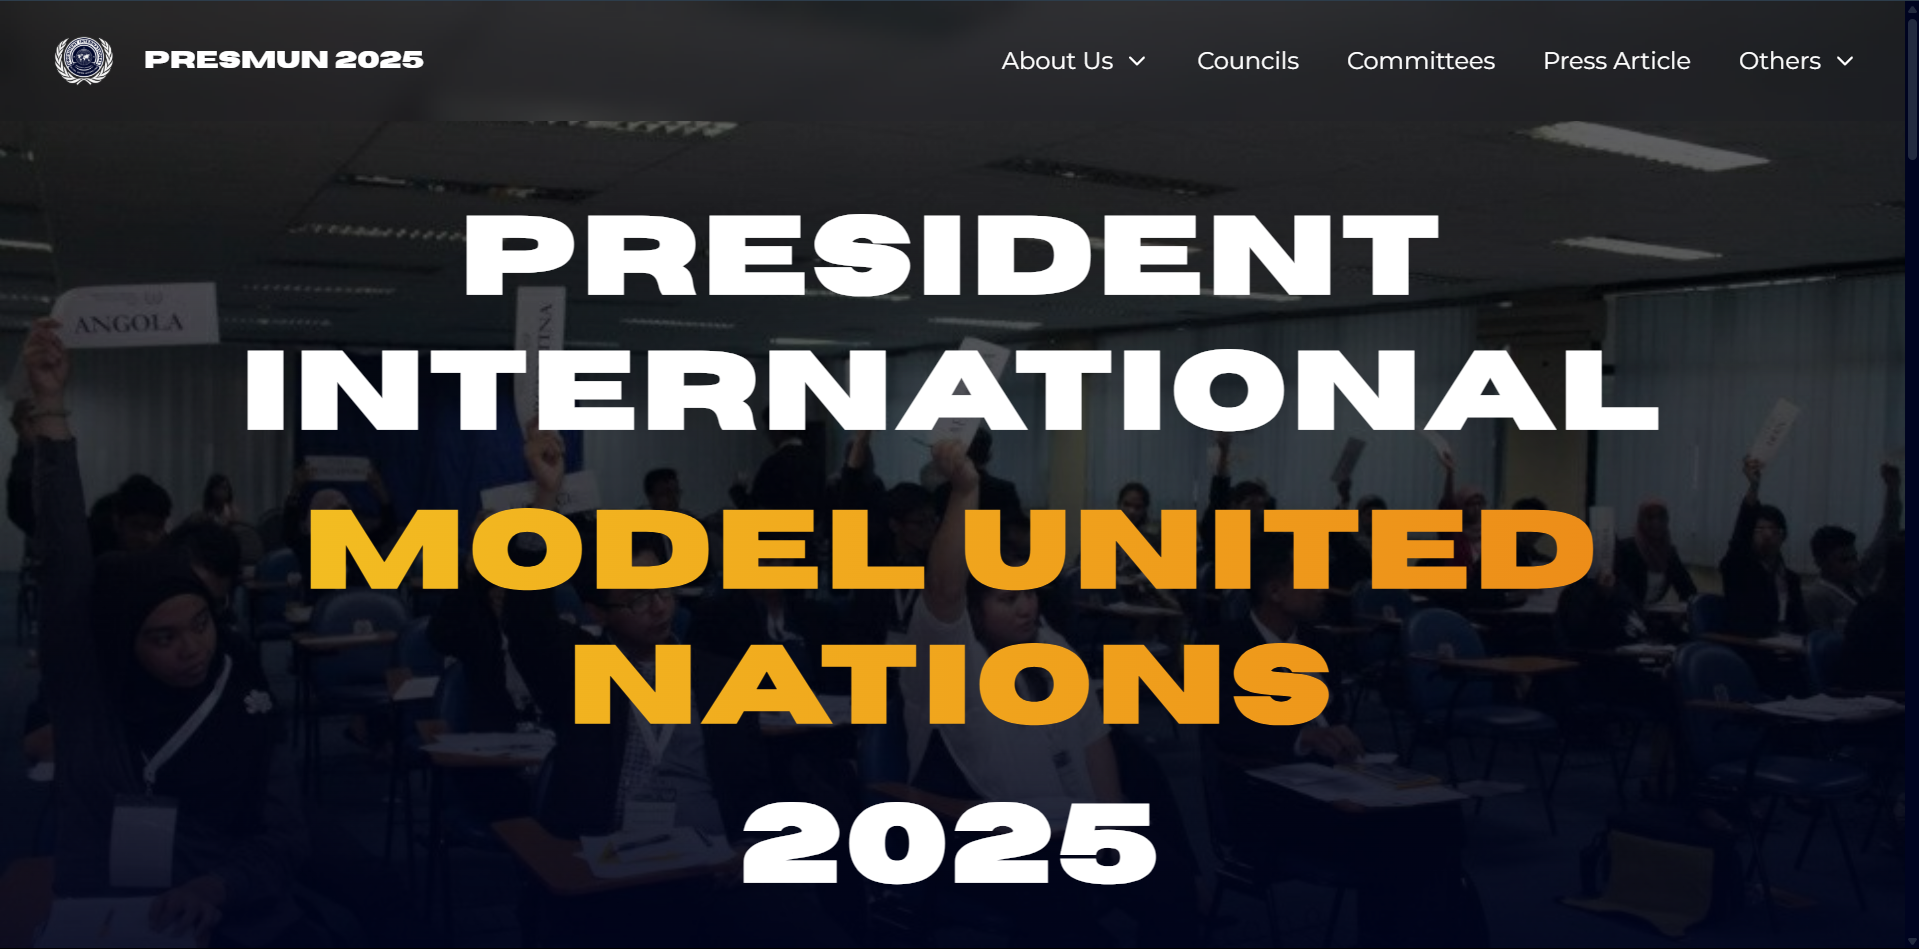 PRESMUN 2025
About Us
Councils
Committees
Press Article
Others
PRESIDENT
INTERNATIONAL
MODEL UNITED
NATIONS
2025
ANGOLA